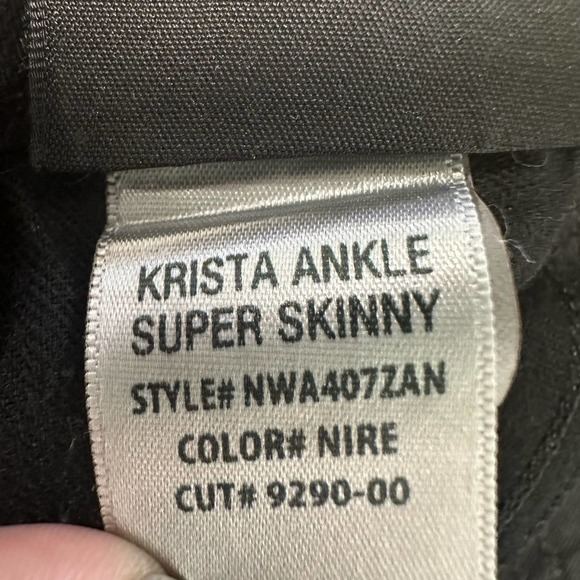 KRISTA ANKLE
SUPER SKINNY
STYLE# NWA407ZAN
COLOR# NIRE
CUT# 9290-00